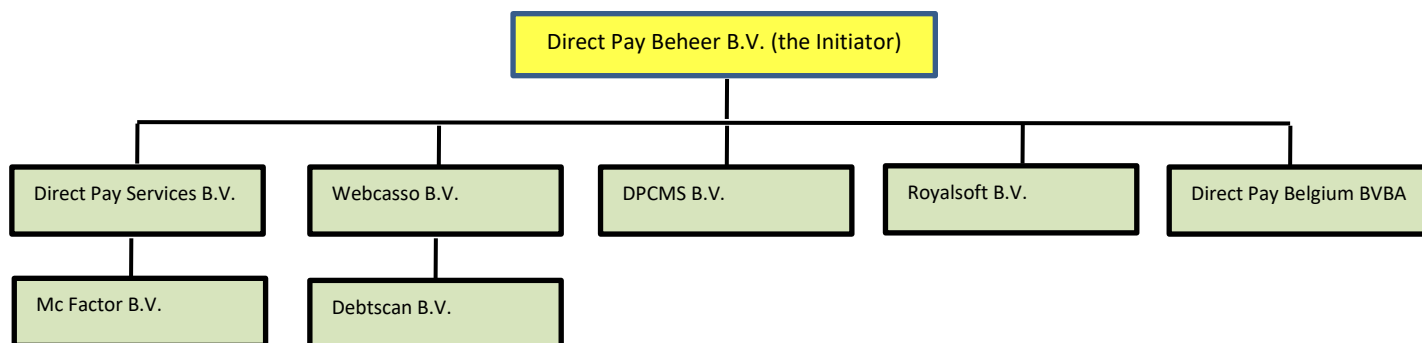 Direct Pay Beheer B.V. (the Initiator)
Direct Pay Services B.V.
Webcasso B.V.
DPCMS B.V.
Royalsoft B.V.
Direct Pay Belgium BVBA
Mc Factor B.V.
Debtscan B.V.